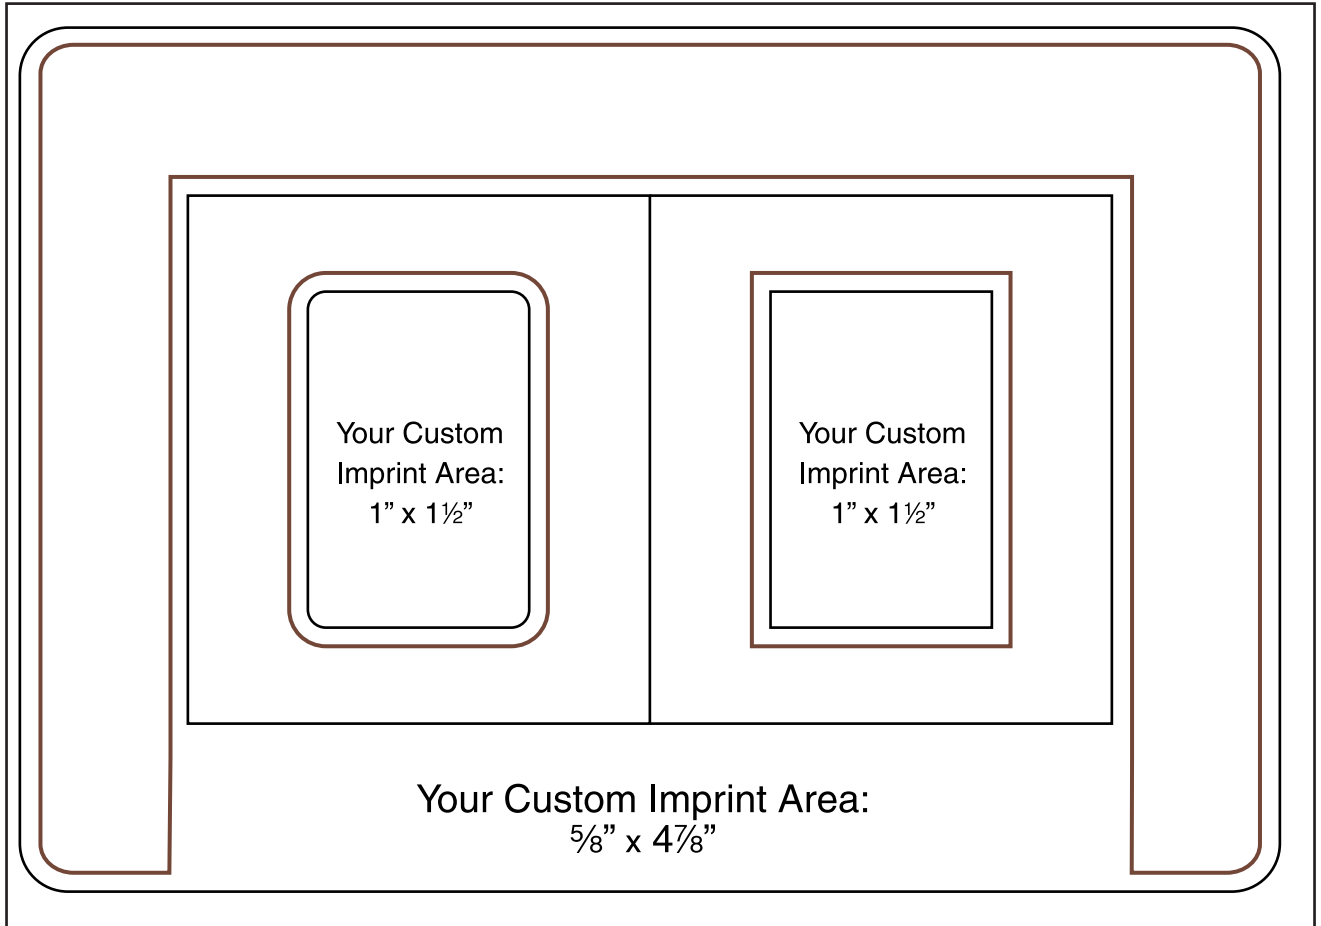 Your Custom
Imprint Area:
1” x 1½”
Your Custom
Imprint Area:
1” x 1½”
Your Custom Imprint Area:
⅝” x 4⅞”